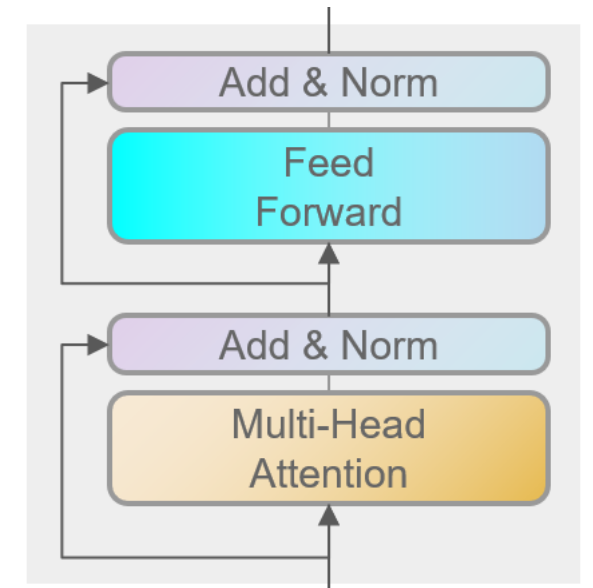 Add & Norm
Feed
Forward
Add & Norm
Multi-Head
Attention